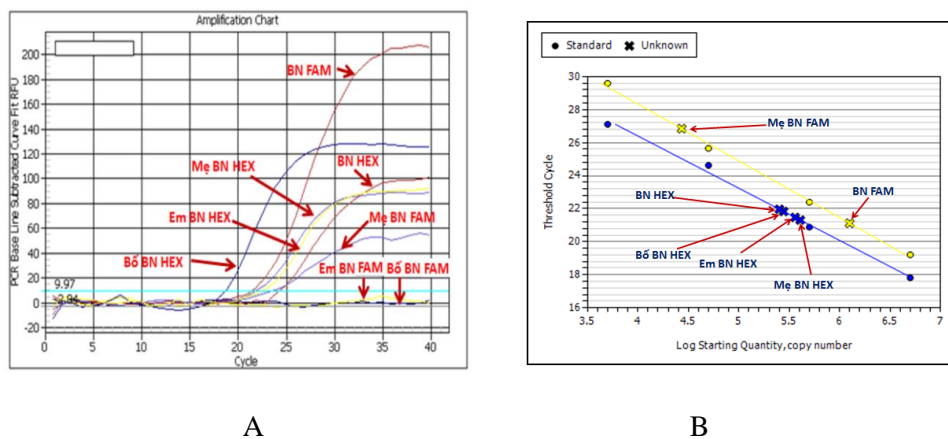 Amplification Chart
PCR Base Line Subtracted Curve Fit RFU
200
180
160
140
120
100
80
60
40
20
0
-20
9.97
-2.84
0 5 10 15 20 25 30 35 40
Cycle
BN FAM
Mẹ BN HEX
BN HEX
Em BN HEX
Mẹ BN FAM
Bố BN HEX
Em BN FAM
Bố BN FAM
A
Standard Unknown
Threshold Cycle
30
28
26
24
22
20
18
16
3.5 4 4.5 5 5.5 6 6.5 7
Log Starting Quantity, copy number
Mẹ BN FAM
BN HEX
BN FAM
Bố BN HEX
Em BN HEX
Mẹ BN HEX
B